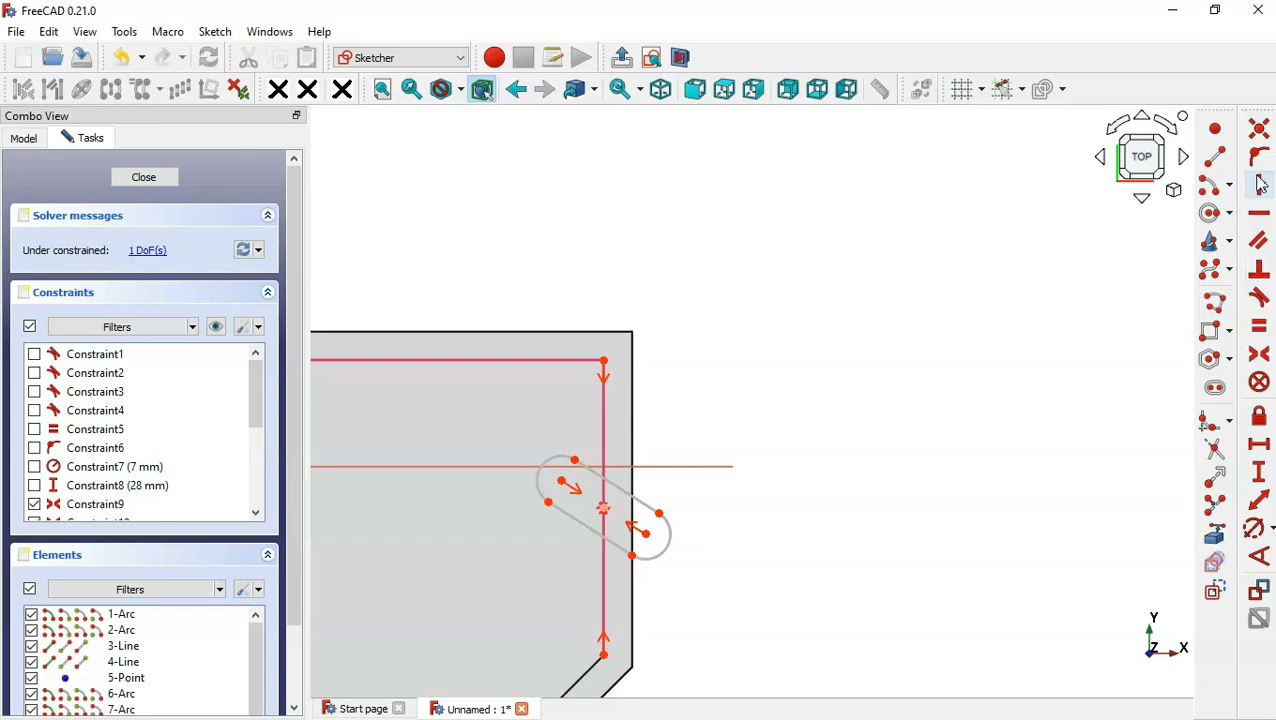 FreeCAD 0.21.0
File Edit View Tools Macro Sketch Windows Help
Sketcher
Combo View
Model Tasks
TOP
Close
Solver messages
Under constrained: 1 DoF(s)
Constraints
Filters
Constraint1
Constraint2
Constraint3
Constraint4
Constraint5
Constraint6
Constraint7 (7 mm)
Constraint8 (28 mm)
Constraint9
Elements
Filters
1-Arc
2-Arc
3-Line
4-Line
5-Point
6-Arc
7-Arc
Y
Z X
Start page Unnamed : 1*